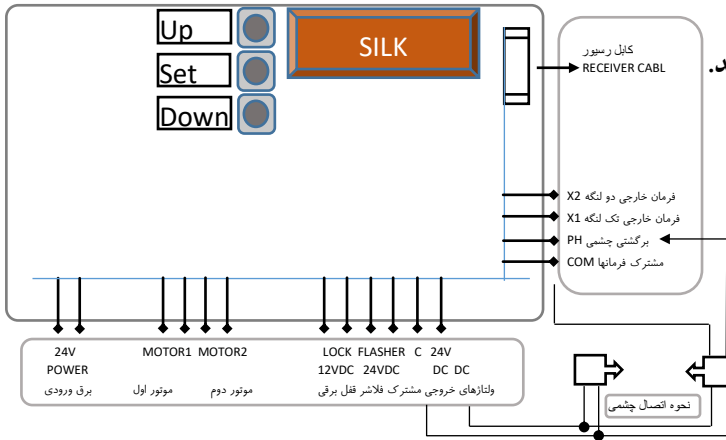 Up
SILK
Set
Down
کابل رسیور
RECEIVER CABL
د.
فرمان خارجی دو لنگه X2
فرمان خارجی تک لنگه X1
برگشتی چشمی PH
مشترک فرمانها COM
24V MOTOR1 MOTOR2 LOCK FLASHER C 24V
POWER 12VDC 24VDC DC DC
برق ورودی موتور اول موتور دوم ولتاژهای خروجی مشترک فلاشر قفل برقی
نحوه اتصال چشمی